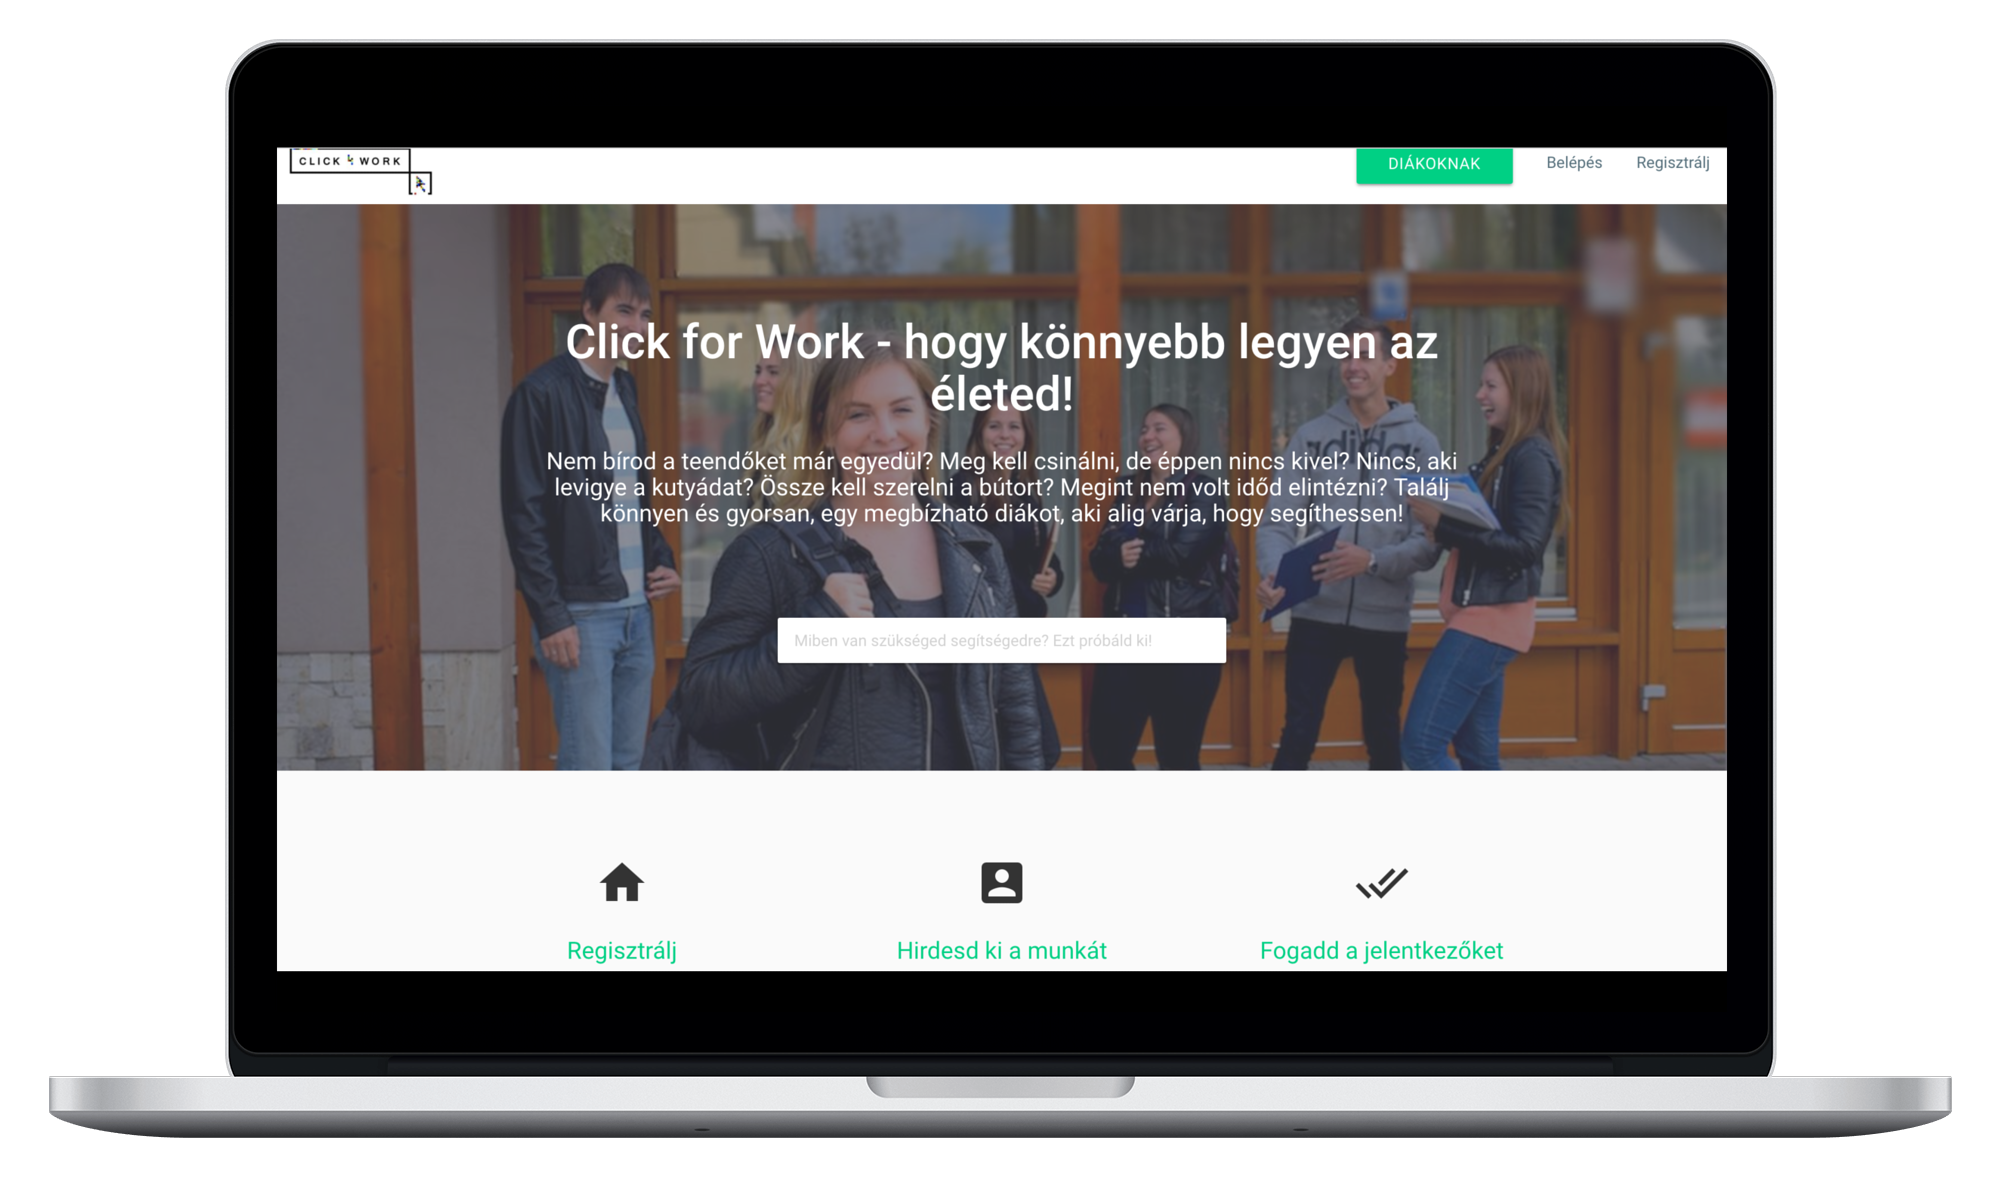 CLICK 4 WORK
DIÁKOKNAK
Belépés
Regisztrálj
Click for Work - hogy könnyebb legyen az
életed!
Nem bírod a teendőket már egyedül? Meg kell csinálni, de éppen nincs kivel? Nincs, aki
levigye a kutyádat? Össze kell szerelni a bútort? Megint nem volt időd elintézni? Találj
könnyen és gyorsan, egy megbízható diákot, aki alig várja, hogy segíthessen!
adidas
Miben van szükséged segítségedre? Ezt próbáld ki!
Regisztrálj
Hirdesd ki a munkát
Fogadd a jelentkezőket